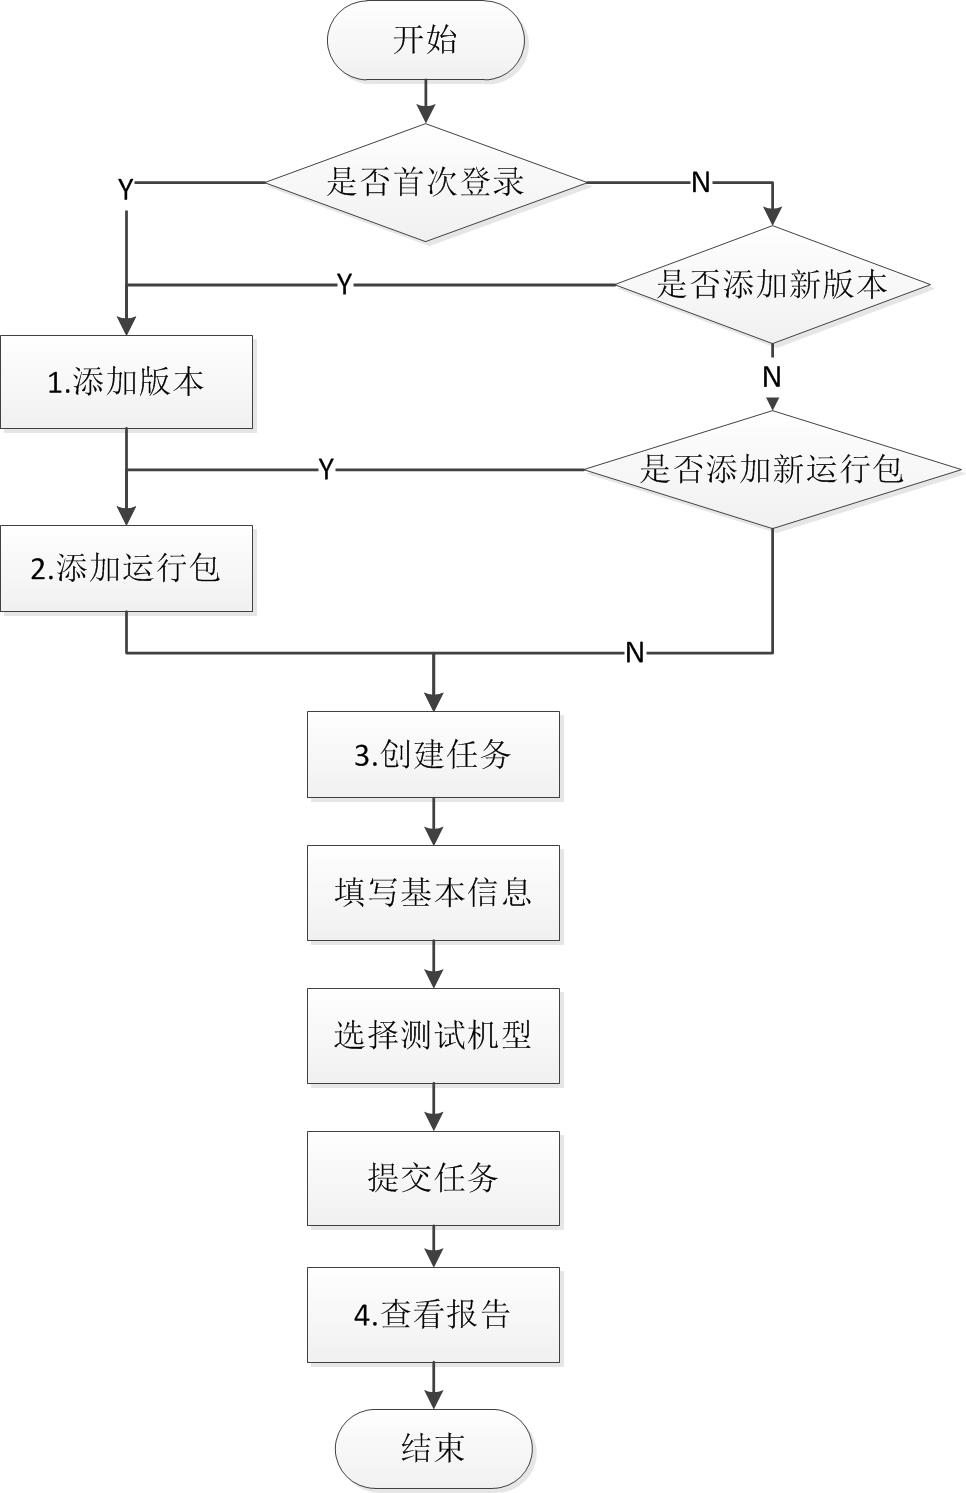 开始
是否首次登录
Y
N
是否添加新版本
Y
N
1.添加版本
是否添加新运行包
Y
2.添加运行包
N
3.创建任务
填写基本信息
选择测试机型
提交任务
4.查看报告
结束